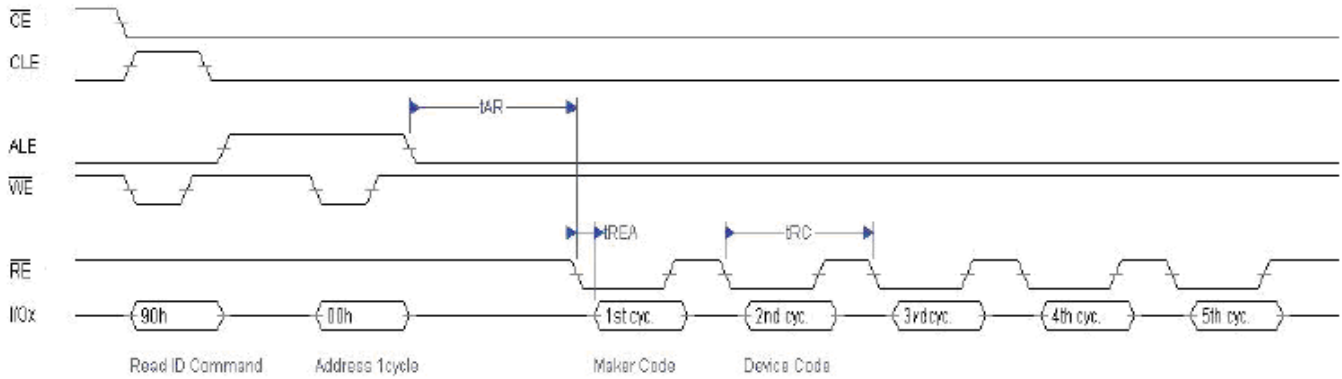 CE
CLE
tAR
ALE
WE
tREA
tRC
RE
I/Ox
90h
00h
1st cyc.
2nd cyc.
3rd cyc.
4th cyc.
5th cyc.
Read ID Command
Address 1cycle
Maker Code
Device Code